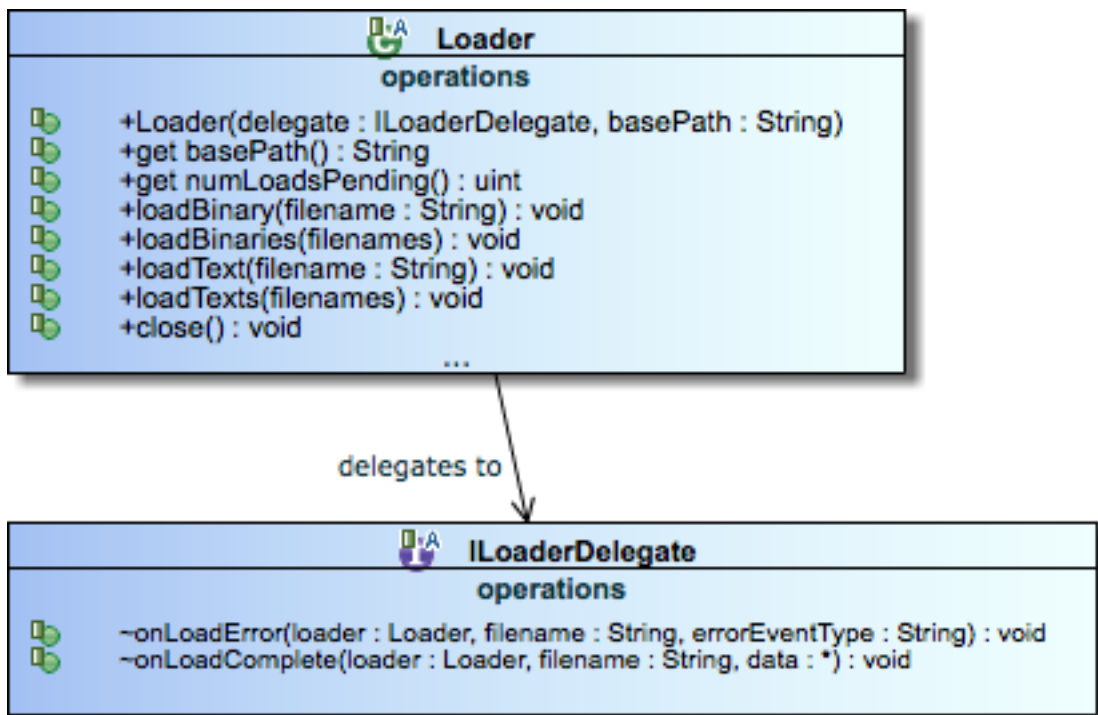 Loader
operations
+Loader(delegate : ILoaderDelegate, basePath : String)
+get basePath() : String
+get numLoadsPending() : uint
+loadBinary(filename : String) : void
+loadBinaries(filenames) : void
+loadText(filename : String) : void
+loadTexts(filenames) : void
+close() : void
...
delegates to
ILoaderDelegate
operations
~onLoadError(loader : Loader, filename : String, errorEventType : String) : void
~onLoadComplete(loader : Loader, filename : String, data : *) : void